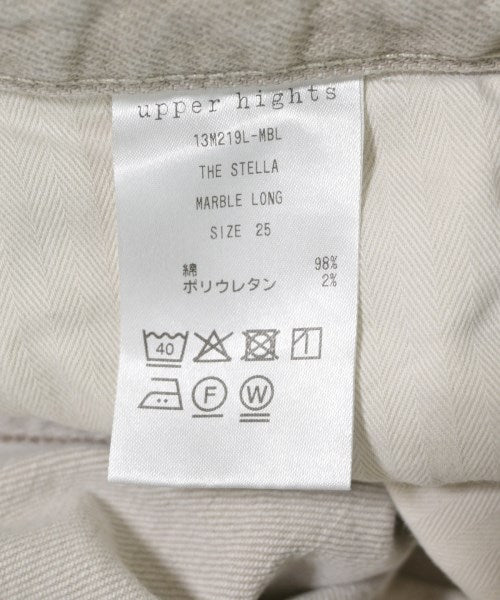 upper hights
13M219L-MBL
THE STELLA
MARBLE LONG
SIZE 25
綿 98%
ポリウレタン 2%
40
F W